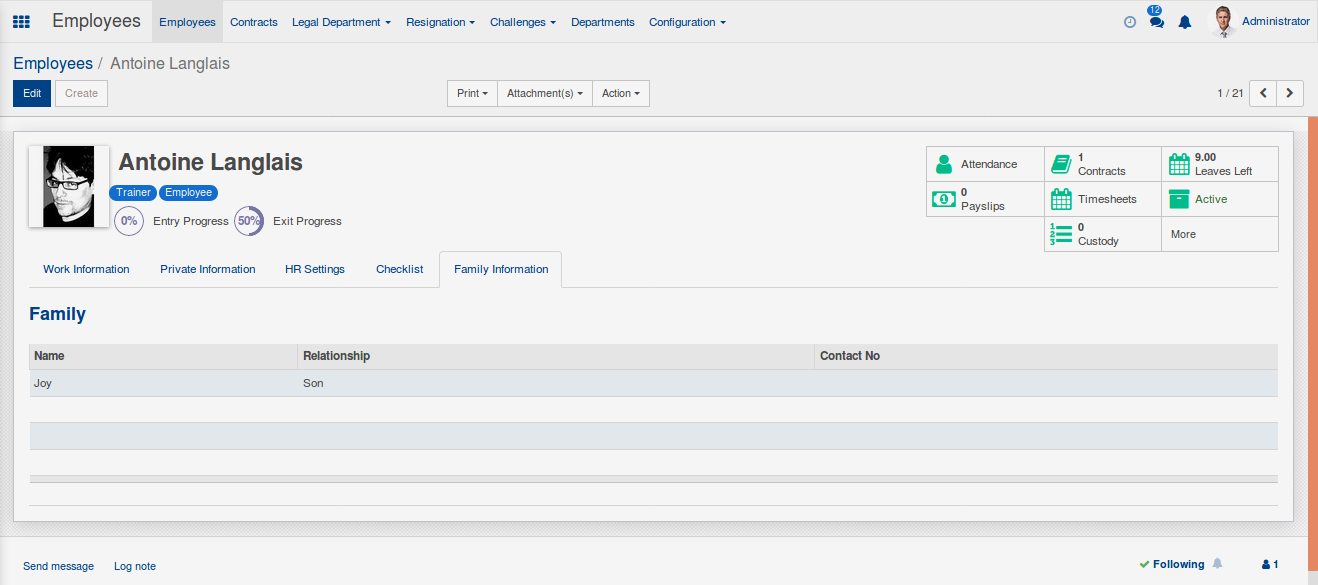 Employees Employees Contracts Legal Department Resignation Challenges Departments Configuration 12 Administrator
Employees / Antoine Langlais
Edit Create Print Attachment(s) Action 1 / 21
Antoine Langlais
Trainer Employee
0% Entry Progress 50% Exit Progress
Attendance 1 Contracts 9.00 Leaves Left
0 Payslips Timesheets Active
0 Custody More
Work Information Private Information HR Settings Checklist Family Information
Family
Name Relationship Contact No
Joy Son
Send message Log note Following 1